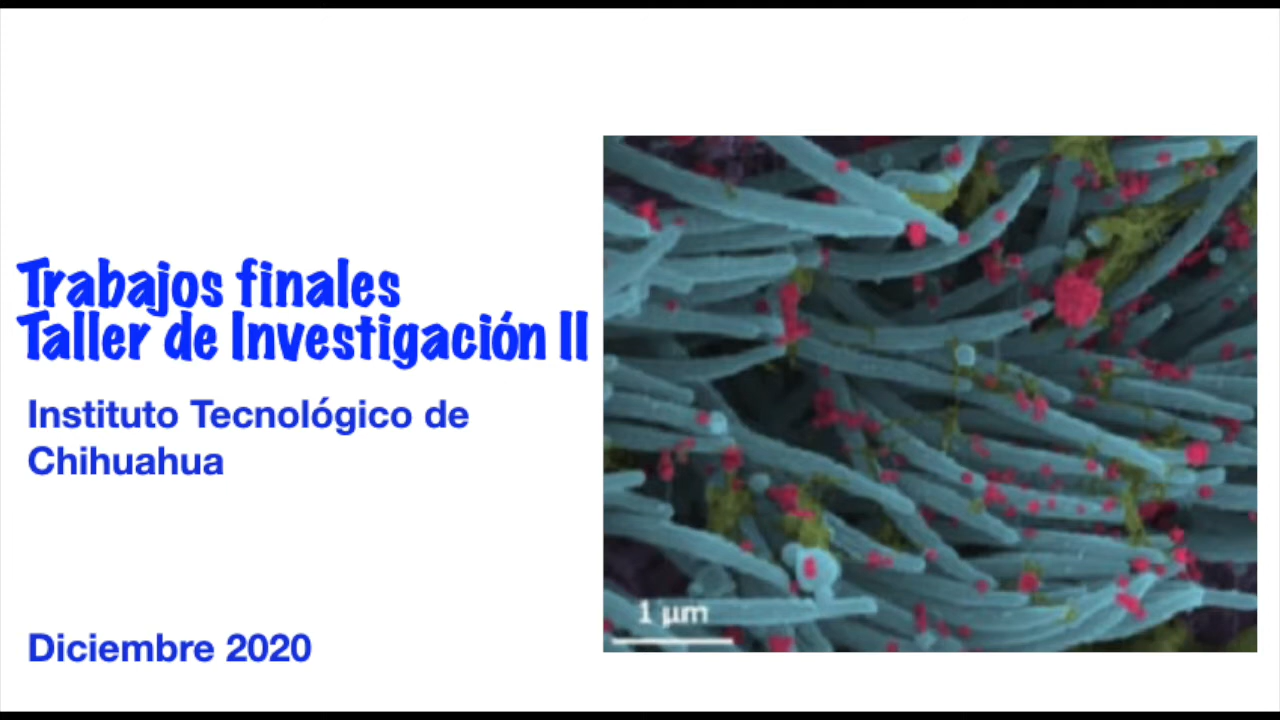 Trabajos finales
Taller de Investigación II
Instituto Tecnológico de
Chihuahua
Diciembre 2020
1 µm